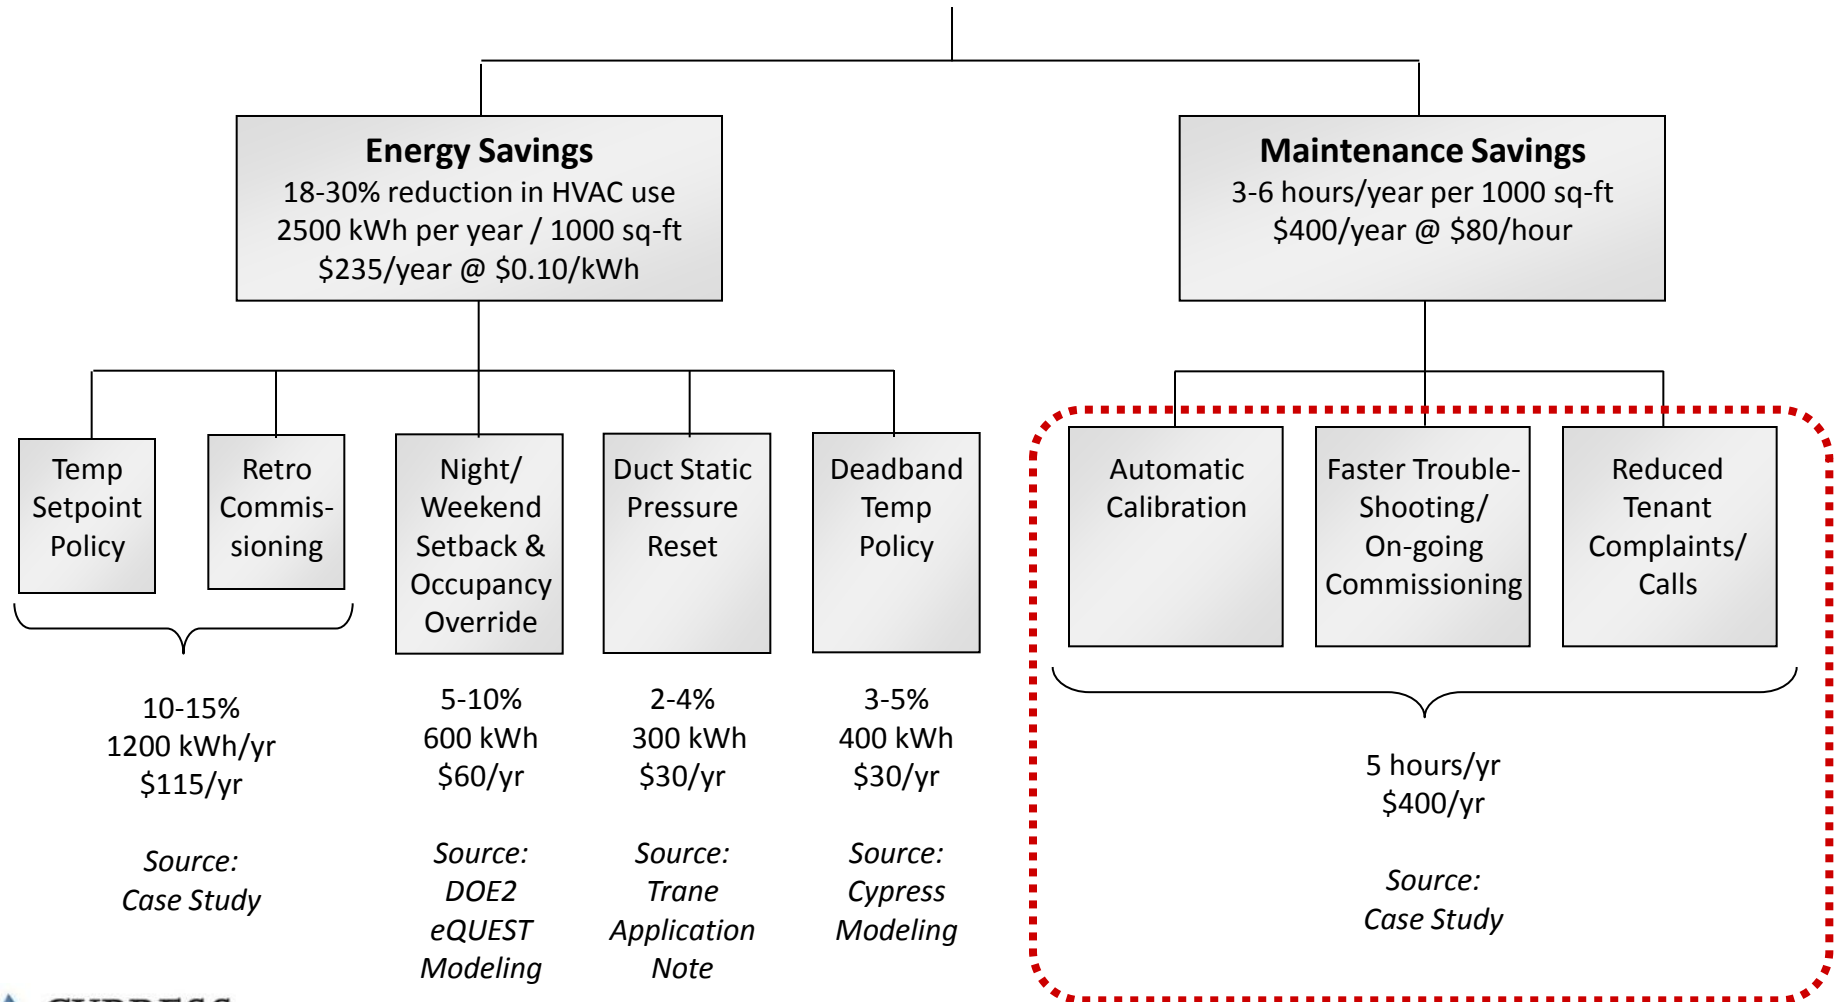 Energy Savings
18-30% reduction in HVAC use
2500 kWh per year / 1000 sq-ft
$235/year @ $0.10/kWh
Maintenance Savings
3-6 hours/year per 1000 sq-ft
$400/year @ $80/hour
Temp
Setpoint
Policy
Retro
Commis-
sioning
Night/
Weekend
Setback &
Occupancy
Override
Duct Static
Pressure
Reset
Deadband
Temp
Policy
Automatic
Calibration
Faster Trouble-
Shooting/
On-going
Commissioning
Reduced
Tenant
Complaints/
Calls
10-15%
1200 kWh/yr
$115/yr
Source:
Case Study
5-10%
600 kWh
$60/yr
Source:
DOE2
eQUEST
Modeling
2-4%
300 kWh
$30/yr
Source:
Trane
Application
Note
3-5%
400 kWh
$30/yr
Source:
Cypress
Modeling
5 hours/yr
$400/yr
Source:
Case Study
CYPRESS